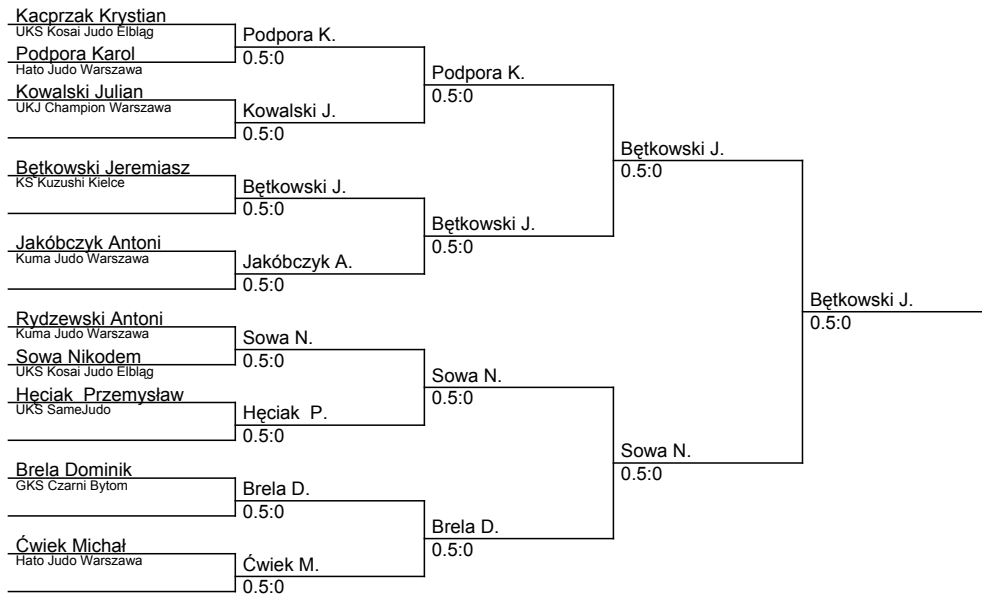 Kacprzak Krystian
UKS Kosai Judo Elbląg
Podpora Karol
Hato Judo Warszawa
Kowalski Julian
UKJ Champion Warszawa
Bętkowski Jeremiasz
KS Kuzushi Kielce
Jakóbczyk Antoni
Kuma Judo Warszawa
Rydzewski Antoni
Kuma Judo Warszawa
Sowa Nikodem
UKS Kosai Judo Elbląg
Hęciak  Przemysław
UKS SameJudo
Brela Dominik
GKS Czarni Bytom
Ćwiek Michał
Hato Judo Warszawa
Podpora K.
0.5:0
Kowalski J.
0.5:0
Bętkowski J.
0.5:0
Jakóbczyk A.
0.5:0
Sowa N.
0.5:0
Hęciak  P.
0.5:0
Brela D.
0.5:0
Ćwiek M.
0.5:0
Podpora K.
0.5:0
Bętkowski J.
0.5:0
Sowa N.
0.5:0
Brela D.
0.5:0
Bętkowski J.
0.5:0
Sowa N.
0.5:0
Bętkowski J.
0.5:0